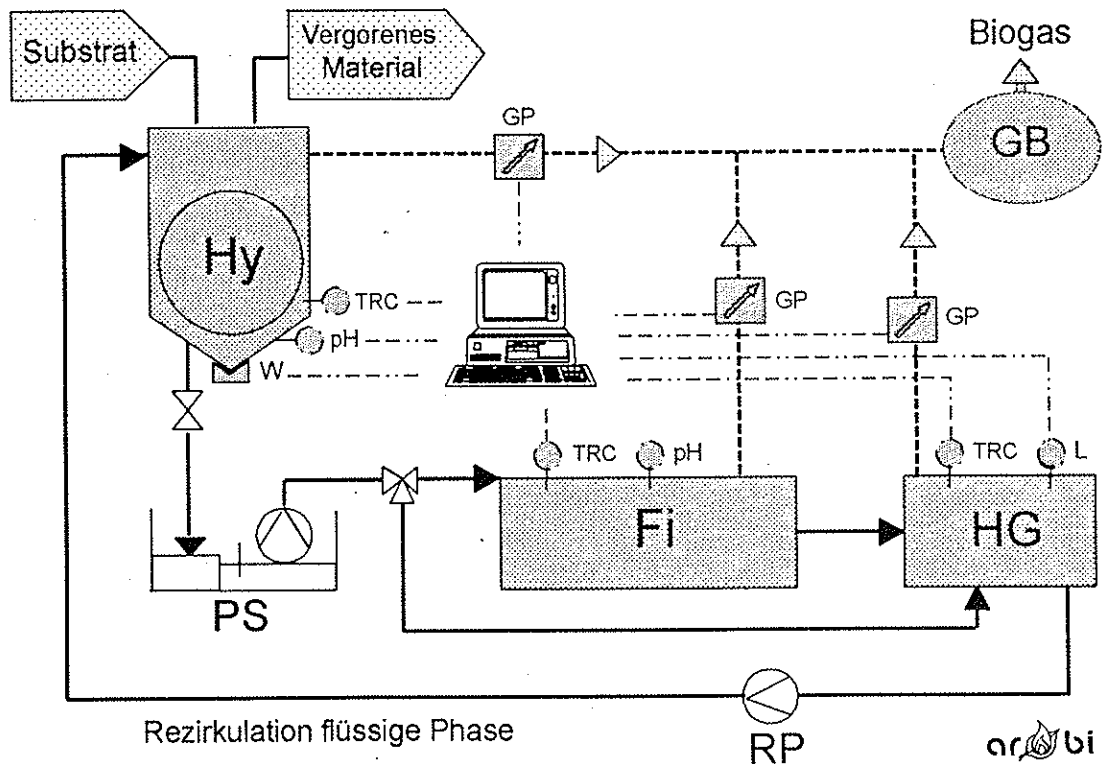 Substrat
Vergorenes
Material
Biogas
GP
GB
Hy
TRC
pH
W
GP
GP
TRC
pH
TRC
L
Fi
HG
PS
Rezirkulation flüssige Phase
RP
ar bi